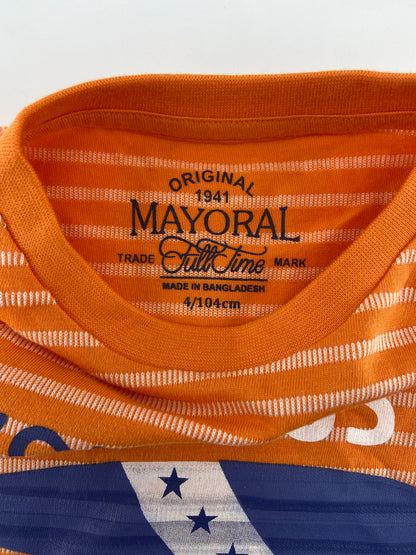 ORIGINAL
1941
MAYORAL
TRADE Full Time MARK
MADE IN BANGLADESH
4/104cm